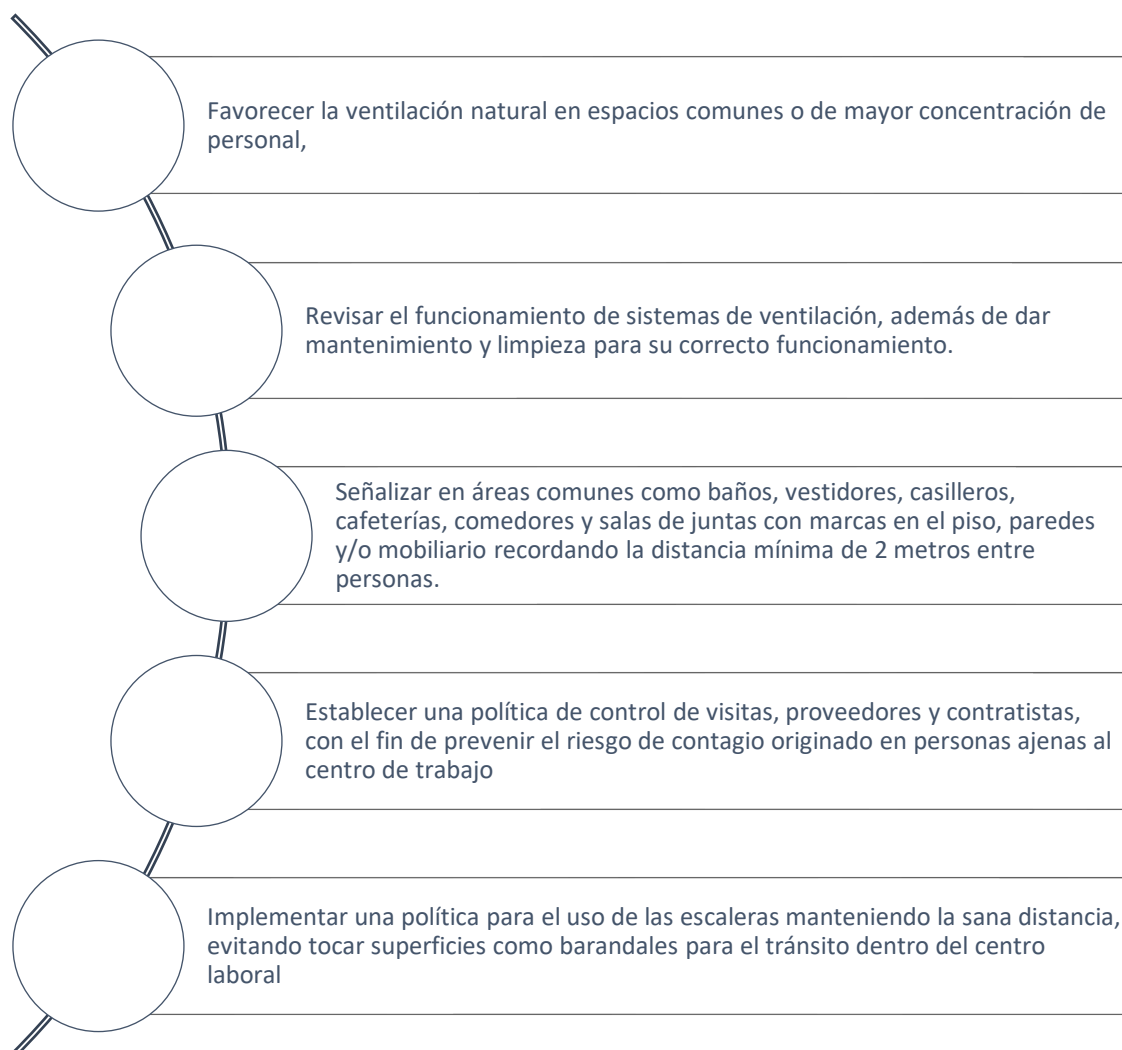 Favorecer la ventilación natural en espacios comunes o de mayor concentración de
personal,
Revisar el funcionamiento de sistemas de ventilación, además de dar
mantenimiento y limpieza para su correcto funcionamiento.
Señalizar en áreas comunes como baños, vestidores, casilleros,
cafeterías, comedores y salas de juntas con marcas en el piso, paredes
y/o mobiliario recordando la distancia mínima de 2 metros entre
personas.
Establecer una política de control de visitas, proveedores y contratistas,
con el fin de prevenir el riesgo de contagio originado en personas ajenas al
centro de trabajo
Implementar una política para el uso de las escaleras manteniendo la sana distancia,
evitando tocar superficies como barandales para el tránsito dentro del centro
laboral